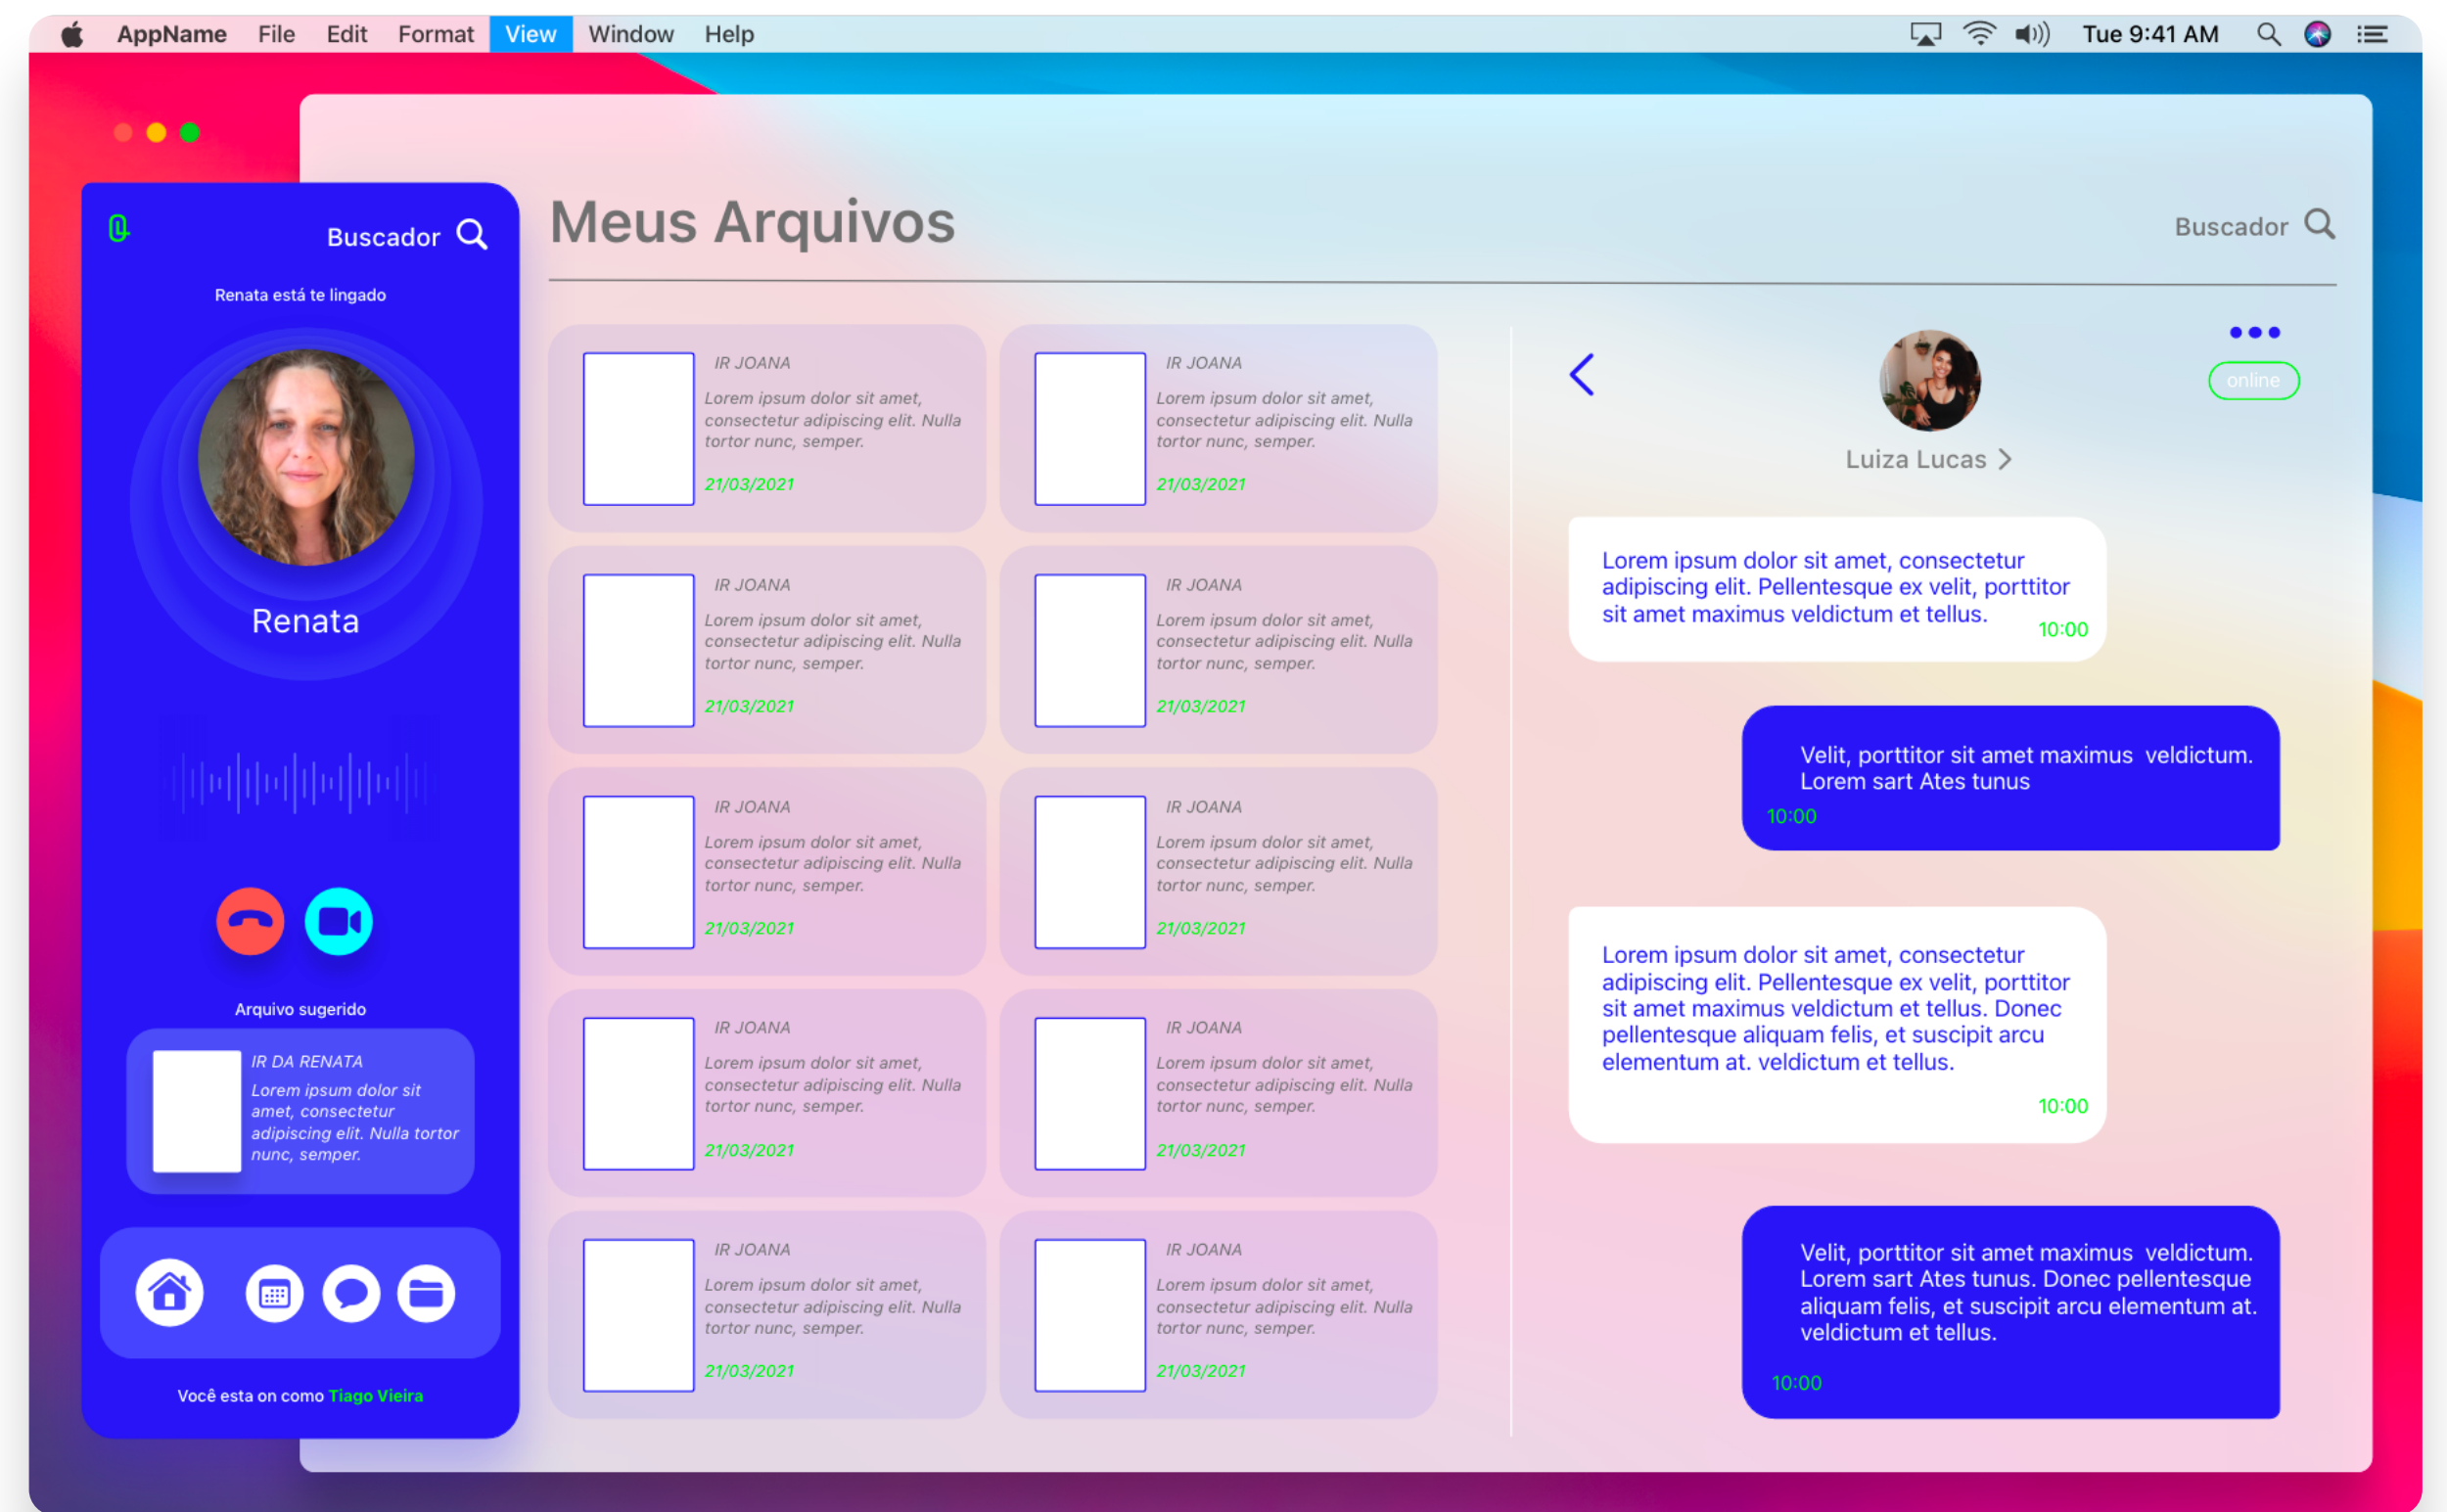 AppName File Edit Format View Window Help
Tue 9:41 AM
Buscador
Renata está te lingado
Renata
Arquivo sugerido
IR DA RENATA
Lorem ipsum dolor sit
amet, consectetur
adipiscing elit. Nulla tortor
nunc, semper.
Você esta on como Tiago Vieira
Meus Arquivos
Buscador
IR JOANA
Lorem ipsum dolor sit amet,
consectetur adipiscing elit. Nulla
tortor nunc, semper.
21/03/2021
IR JOANA
Lorem ipsum dolor sit amet,
consectetur adipiscing elit. Nulla
tortor nunc, semper.
21/03/2021
IR JOANA
Lorem ipsum dolor sit amet,
consectetur adipiscing elit. Nulla
tortor nunc, semper.
21/03/2021
IR JOANA
Lorem ipsum dolor sit amet,
consectetur adipiscing elit. Nulla
tortor nunc, semper.
21/03/2021
IR JOANA
Lorem ipsum dolor sit amet,
consectetur adipiscing elit. Nulla
tortor nunc, semper.
21/03/2021
IR JOANA
Lorem ipsum dolor sit amet,
consectetur adipiscing elit. Nulla
tortor nunc, semper.
21/03/2021
IR JOANA
Lorem ipsum dolor sit amet,
consectetur adipiscing elit. Nulla
tortor nunc, semper.
21/03/2021
IR JOANA
Lorem ipsum dolor sit amet,
consectetur adipiscing elit. Nulla
tortor nunc, semper.
21/03/2021
IR JOANA
Lorem ipsum dolor sit amet,
consectetur adipiscing elit. Nulla
tortor nunc, semper.
21/03/2021
IR JOANA
Lorem ipsum dolor sit amet,
consectetur adipiscing elit. Nulla
tortor nunc, semper.
21/03/2021
online
Luiza Lucas
Lorem ipsum dolor sit amet, consectetur
adipiscing elit. Pellentesque ex velit, porttitor
sit amet maximus veldictum et tellus.
10:00
Velit, porttitor sit amet maximus  veldictum.
Lorem sart Ates tunus
10:00
Lorem ipsum dolor sit amet, consectetur
adipiscing elit. Pellentesque ex velit, porttitor
sit amet maximus veldictum et tellus. Donec
pellentesque aliquam felis, et suscipit arcu
elementum at. veldictum et tellus.
10:00
Velit, porttitor sit amet maximus  veldictum.
Lorem sart Ates tunus. Donec pellentesque
aliquam felis, et suscipit arcu elementum at.
veldictum et tellus.
10:00